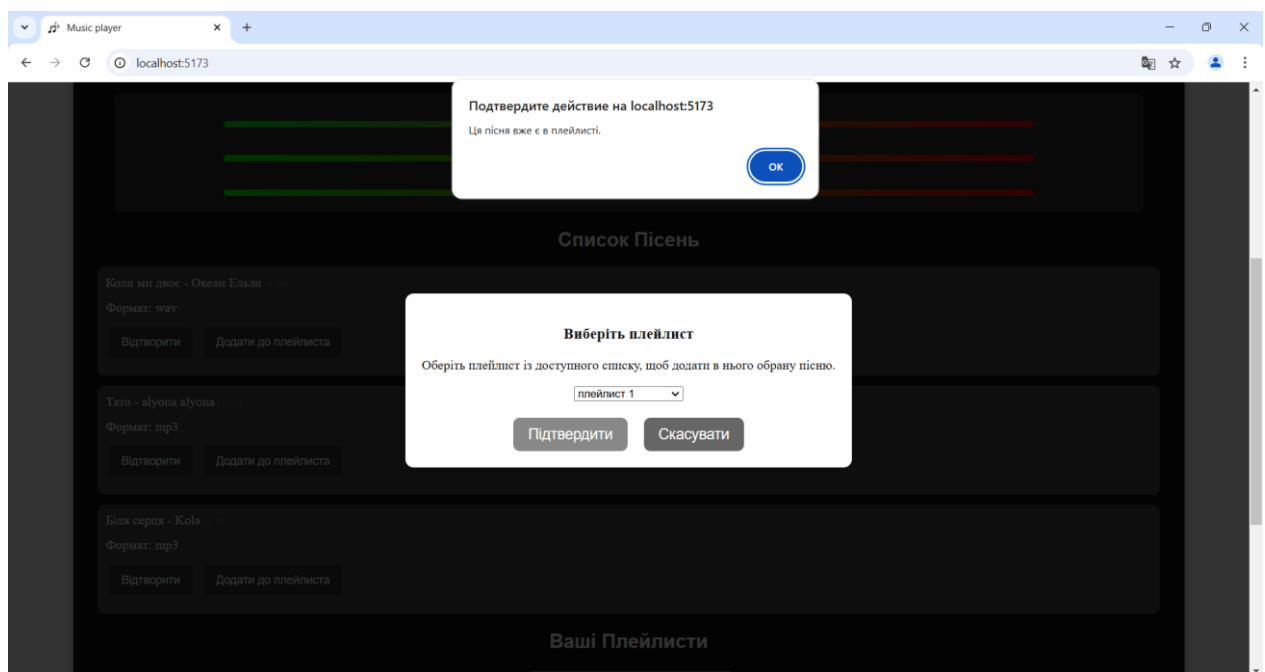 Music player
localhost:5173
Подтвердите действие на localhost:5173
Ця пісня вже є в плейлисті.
ОК
Список Пісень
Коли ми двоє - Океан Ельзи
Формат: wav
Відтворити Додати до плейлиста
Виберіть плейлист
Оберіть плейлист із доступного списку, щоб додати в нього обрану пісню.
плейлист 1
Підтвердити Скасувати
Тато - alyona alyona
Формат: mp3
Відтворити Додати до плейлиста
Біля серця - Kola
Формат: mp3
Відтворити Додати до плейлиста
Ваші Плейлисти